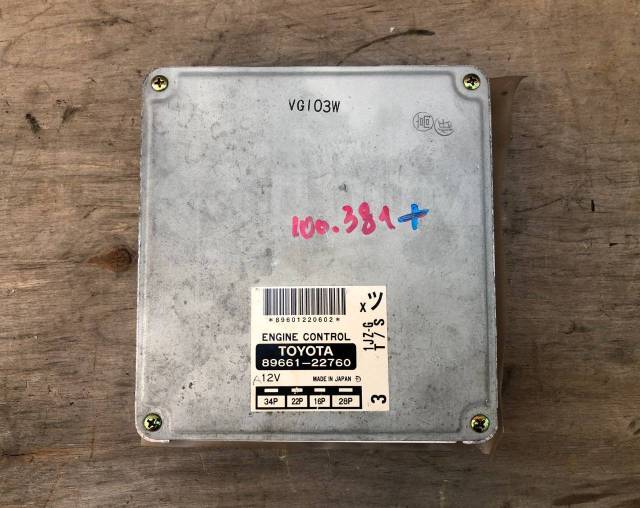 VG103W
100.381+
*89601220602*
ENGINE CONTROL
TOYOTA
89661-22760
12V MADE IN JAPAN
34P 22P 16P 28P
X ツ
1JZ-G
T/S
3